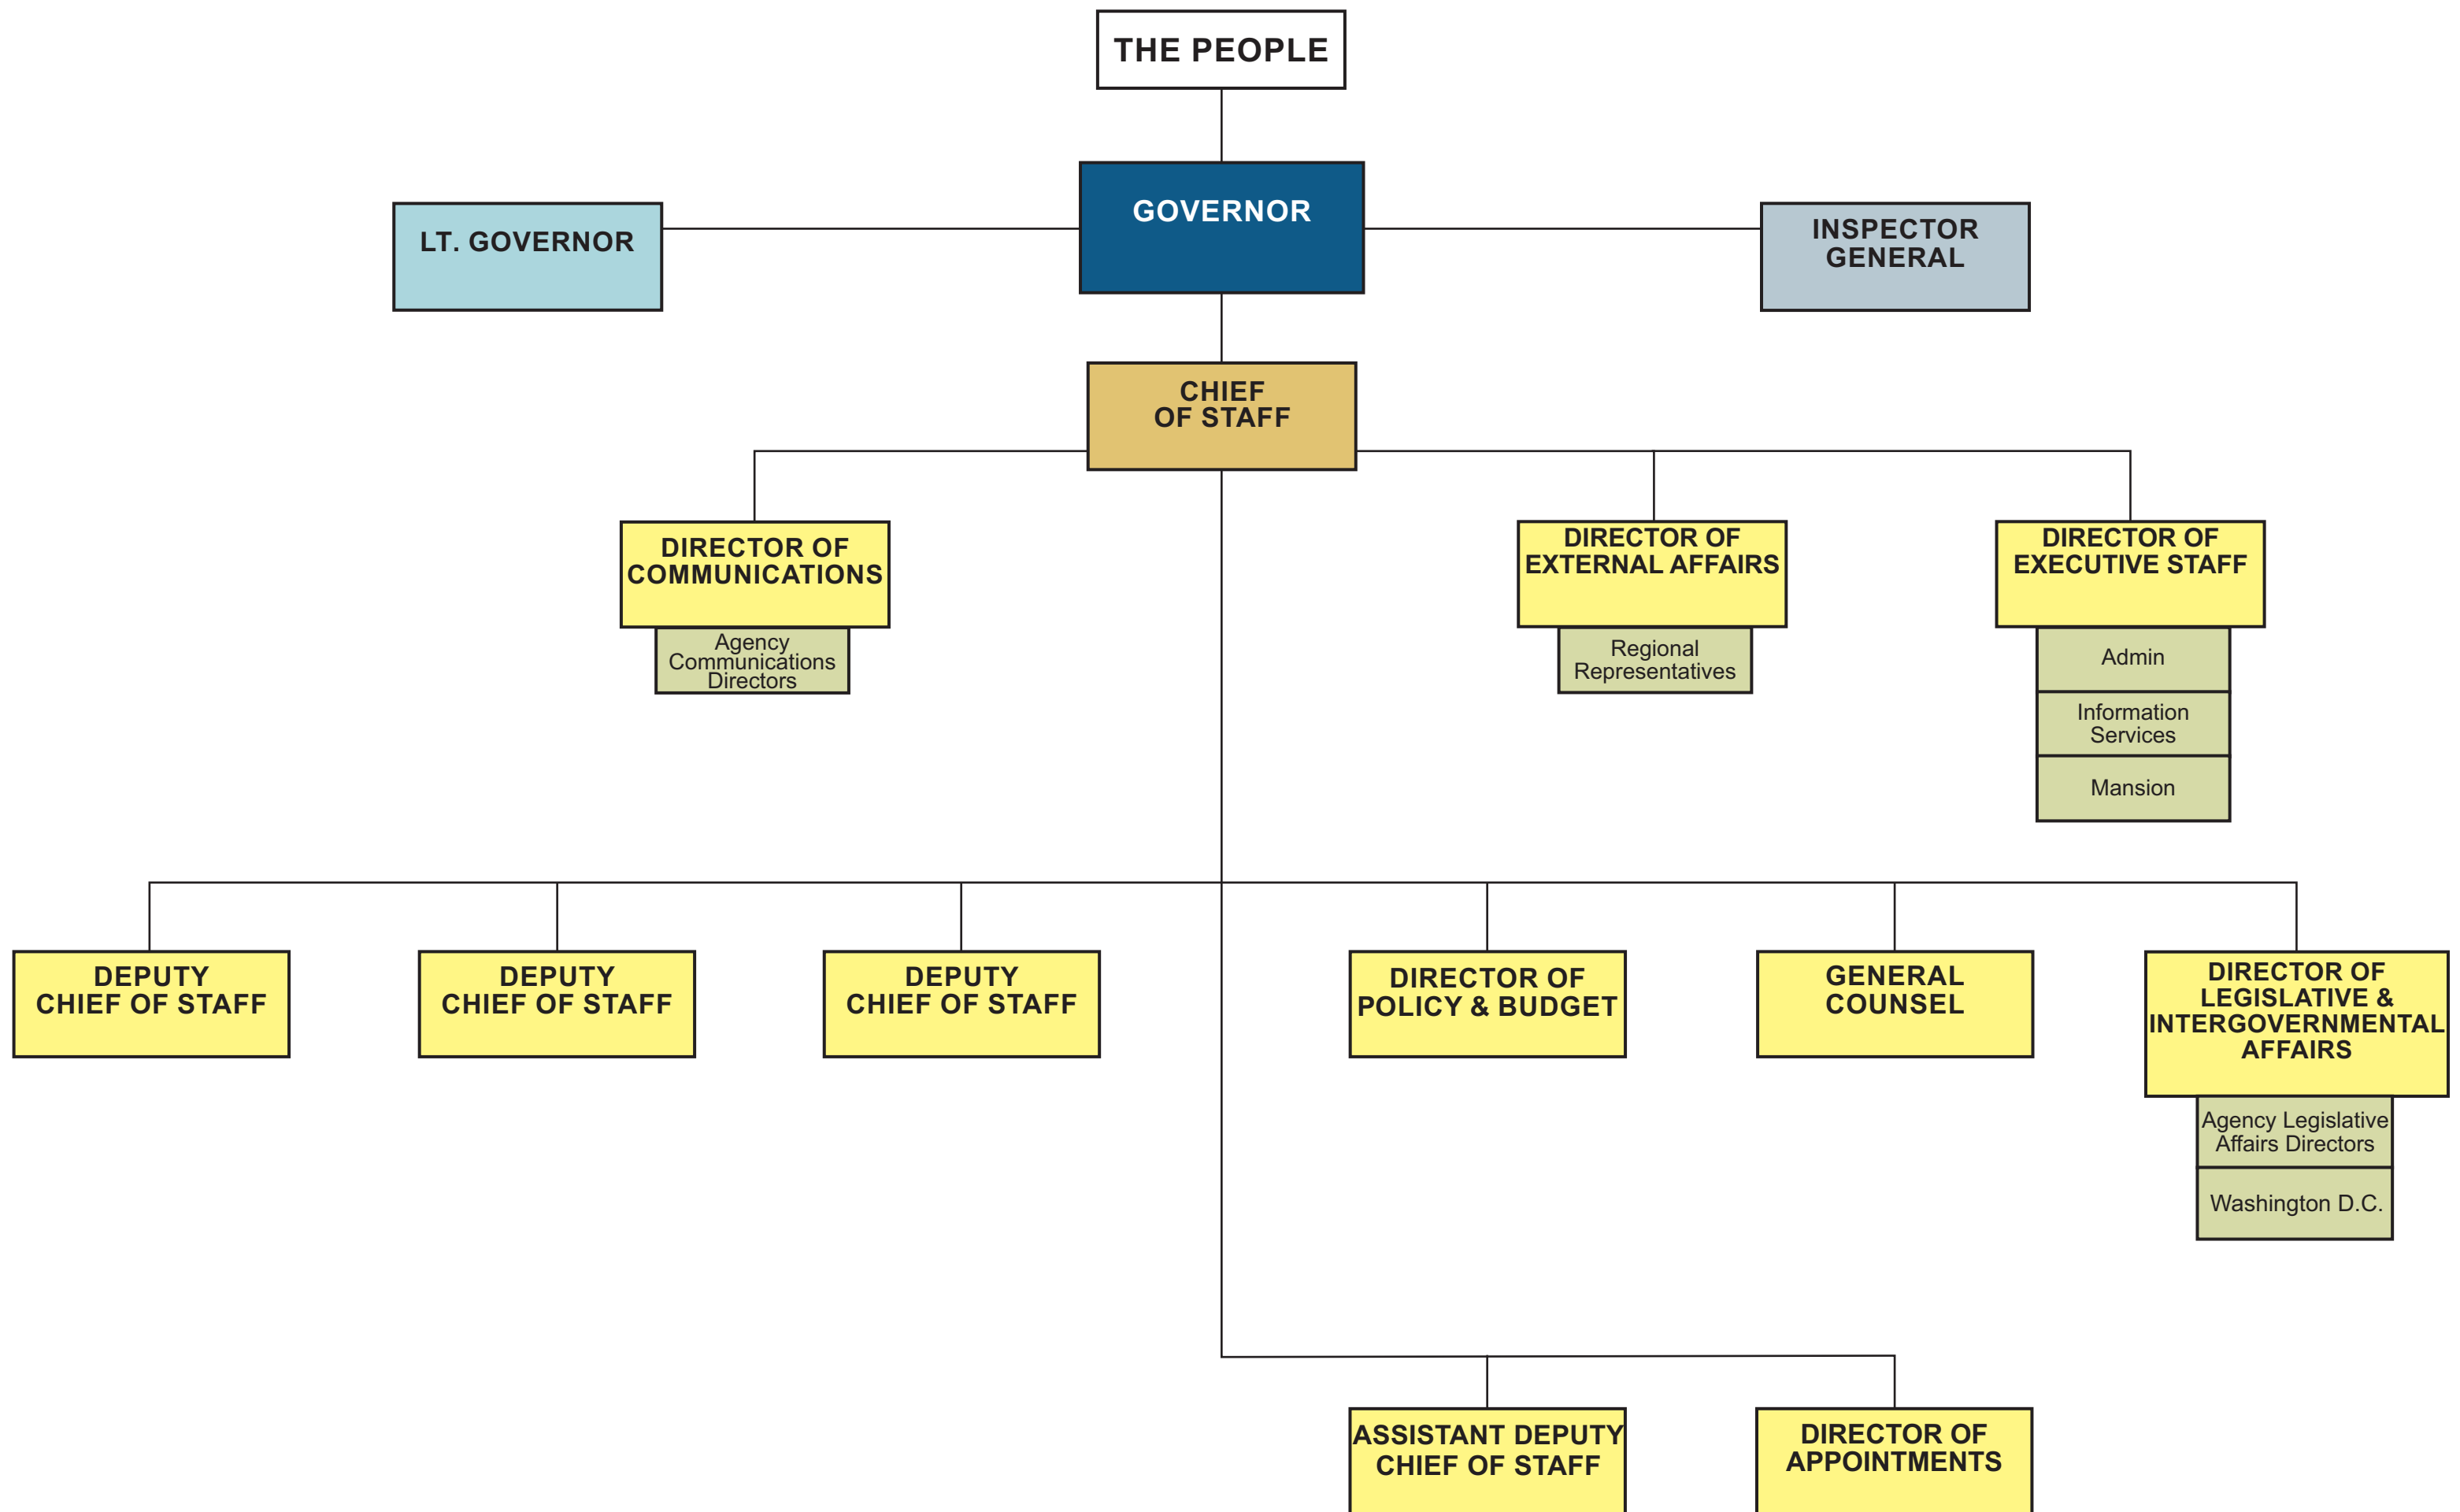 THE PEOPLE
GOVERNOR
LT. GOVERNOR
INSPECTOR
GENERAL
CHIEF
OF STAFF
DIRECTOR OF
COMMUNICATIONS
Agency
Communications
Directors
DIRECTOR OF
EXTERNAL AFFAIRS
Regional
Representatives
DIRECTOR OF
EXECUTIVE STAFF
Admin
Information
Services
Mansion
DEPUTY
CHIEF OF STAFF
DEPUTY
CHIEF OF STAFF
DEPUTY
CHIEF OF STAFF
DIRECTOR OF
POLICY & BUDGET
GENERAL
COUNSEL
DIRECTOR OF
LEGISLATIVE &
INTERGOVERNMENTAL
AFFAIRS
Agency Legislative
Affairs Directors
Washington D.C.
ASSISTANT DEPUTY
CHIEF OF STAFF
DIRECTOR OF
APPOINTMENTS